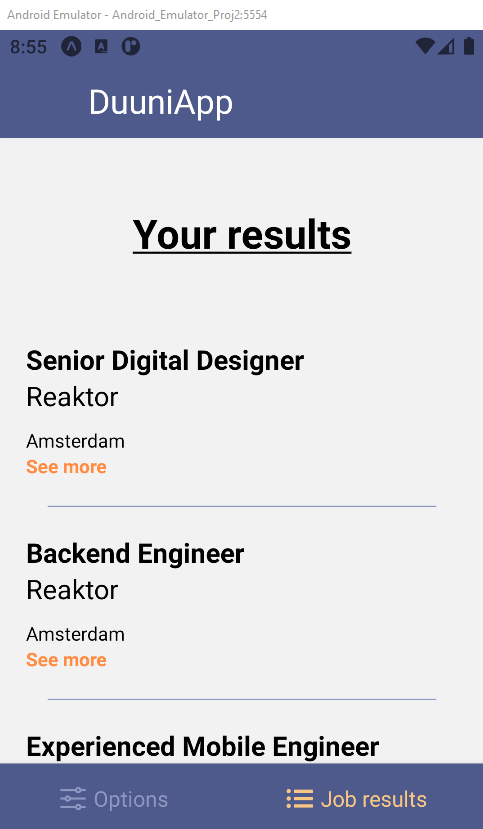 Android Emulator - Android_Emulator_Proj2:5554
8:55
DuuniApp
Your results
Senior Digital Designer
Reaktor
Amsterdam
See more
Backend Engineer
Reaktor
Amsterdam
See more
Experienced Mobile Engineer
Options
Job results